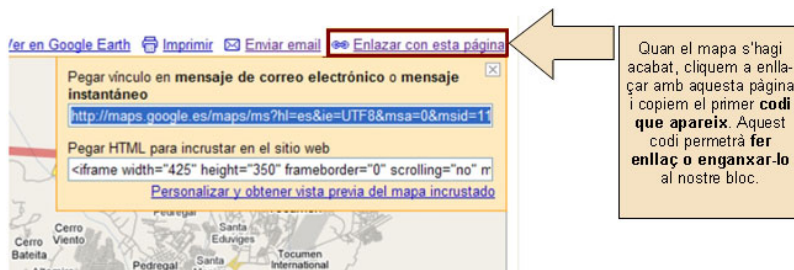 Ver en Google Earth Imprimir Enviar email Enlazar con esta página
Pegar vínculo en mensaje de correo electrónico o mensaje
instantáneo
http://maps.google.es/maps/ms?hl=es&ie=UTF8&msa=0&msid=11
Pegar HTML para incrustar en el sitio web
<iframe width="425" height="350" frameborder="0" scrolling="no" m
Personalizar y obtener vista previa del mapa incrustado
Quan el mapa s'hagi
acabat, cliquem a enlla-
çar amb aquesta pàgina
i copiem el primer codi
que apareix. Aquest
codi permetrà fer
enllaç o enganxar-lo
al nostre bloc.
Pedregal
Cerro
Viento
Santa
Eduviges
Cerro
Bateita
Tocumen
International
Pedregal
Santa